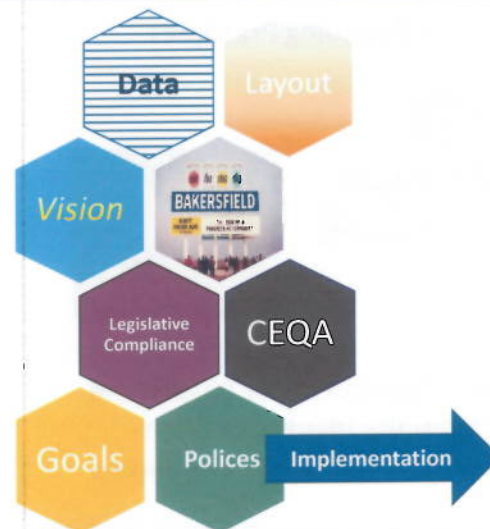 Data
Layout
Vision
BAKERSFIELD
Legislative
Compliance
CEQA
Goals
Polices
Implementation